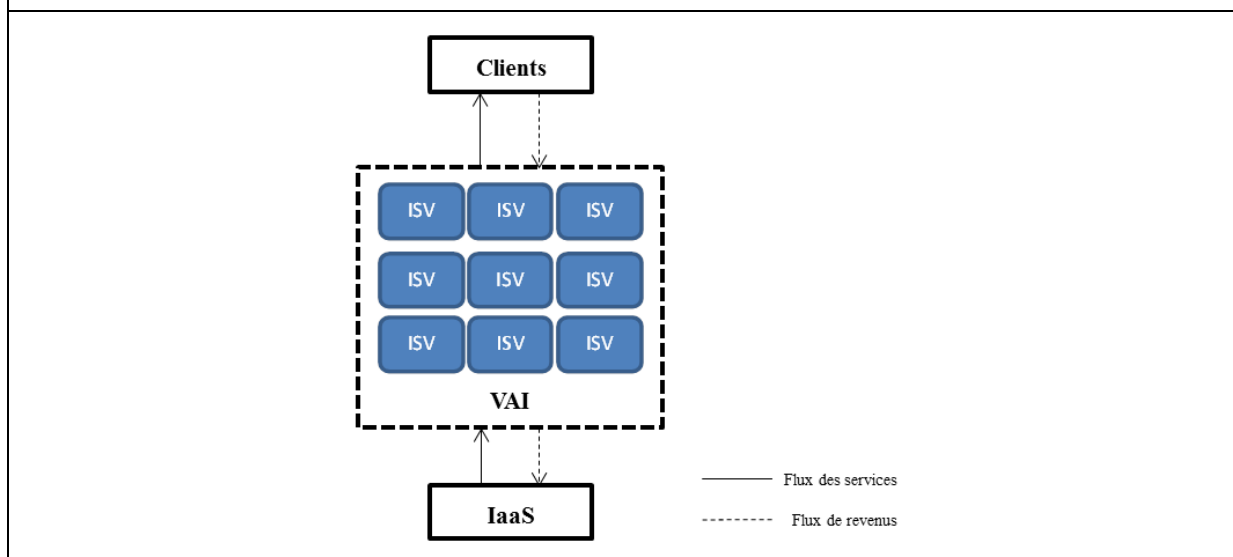 Clients
ISV ISV ISV
ISV ISV ISV
ISV ISV ISV
VAI
IaaS
Flux des services
Flux de revenus